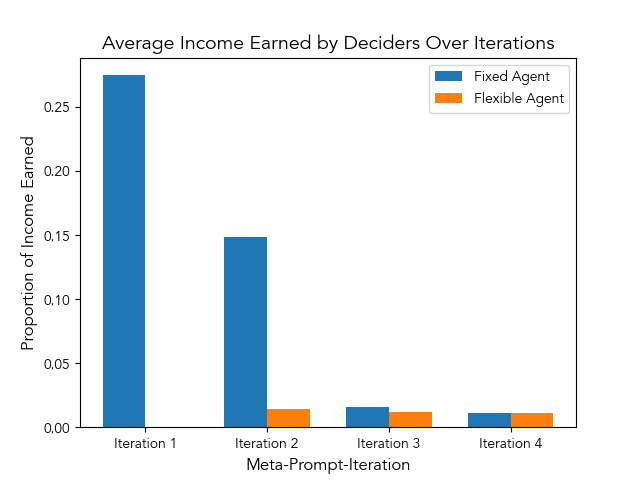 Average Income Earned by Deciders Over Iterations
Fixed Agent
Flexible Agent
Proportion of Income Earned
0.25
0.20
0.15
0.10
0.05
0.00
Iteration 1
Iteration 2
Iteration 3
Iteration 4
Meta-Prompt-Iteration